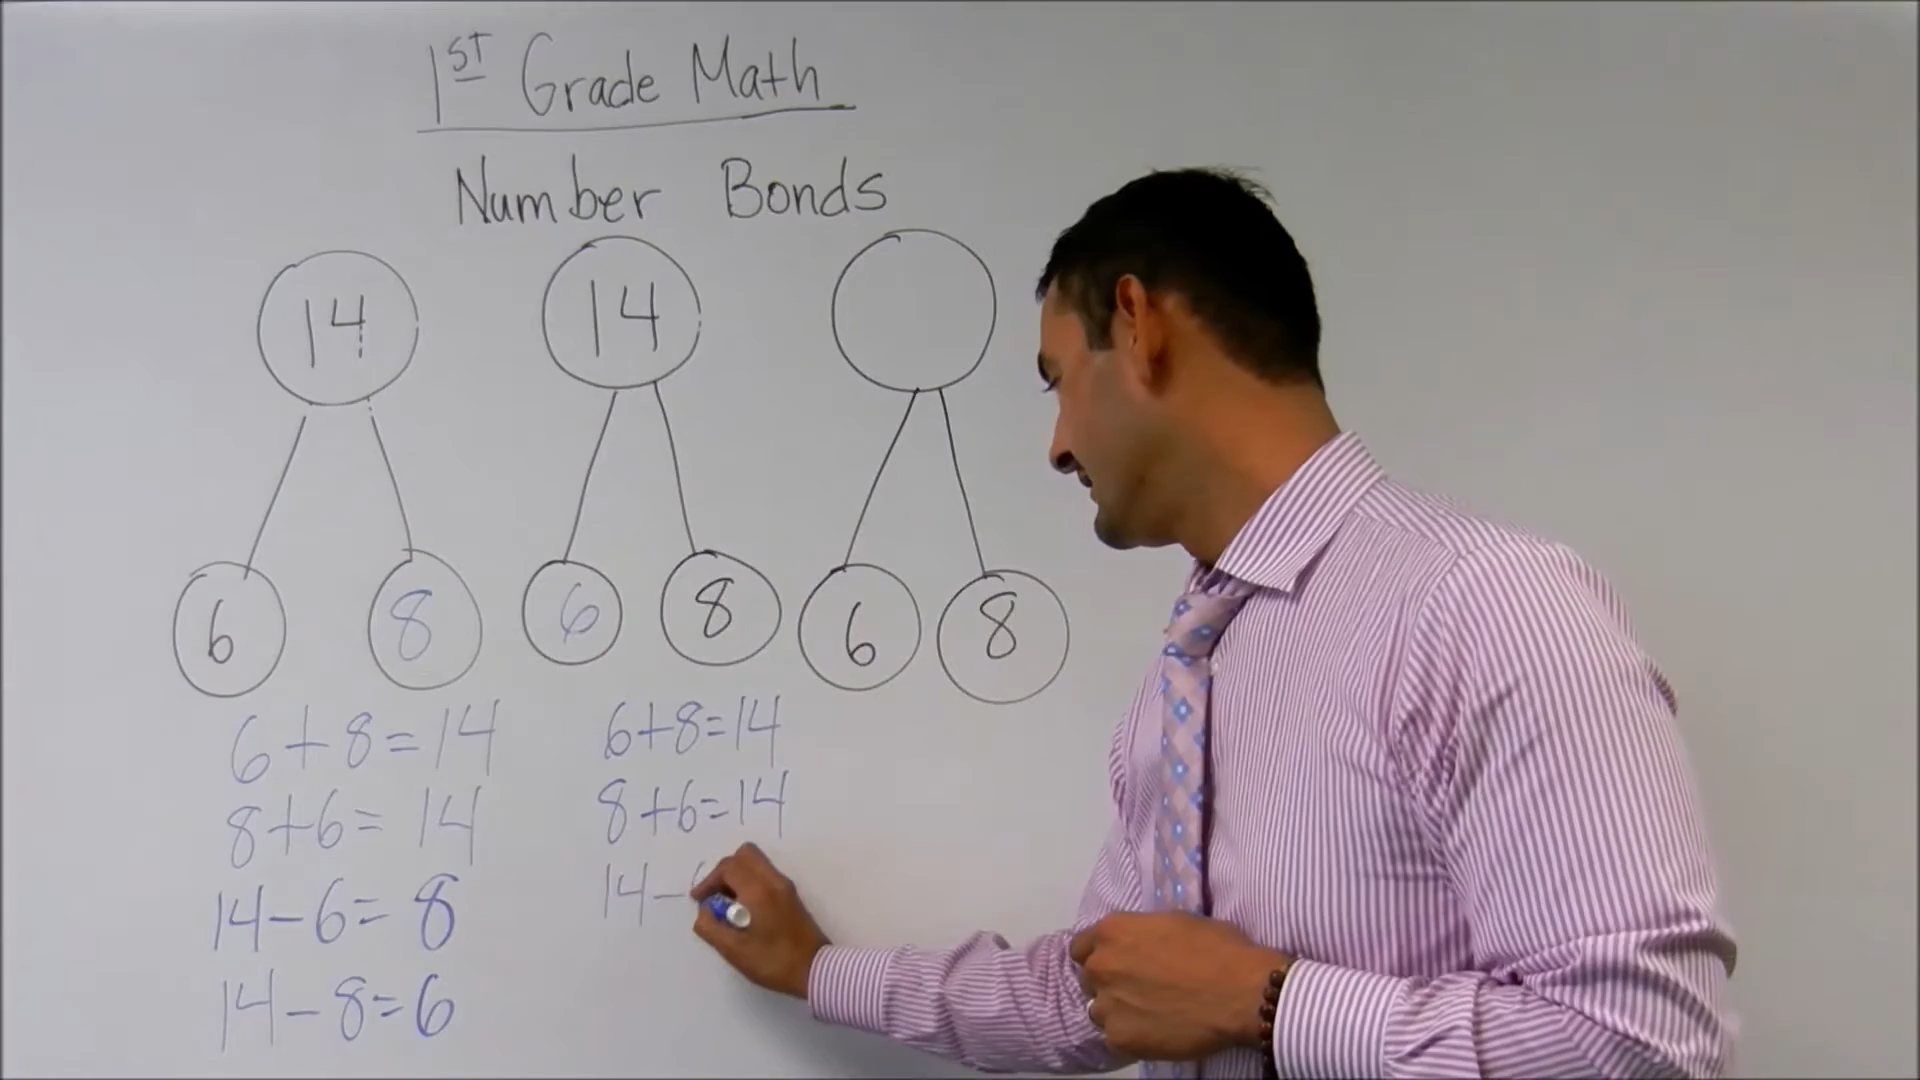 1ST Grade Math
Number Bonds
14 14
6 8 6 8 6 8
6+8=14 6+8=14
8+6=14 8+6=14
14-6=8 14-
14-8=6